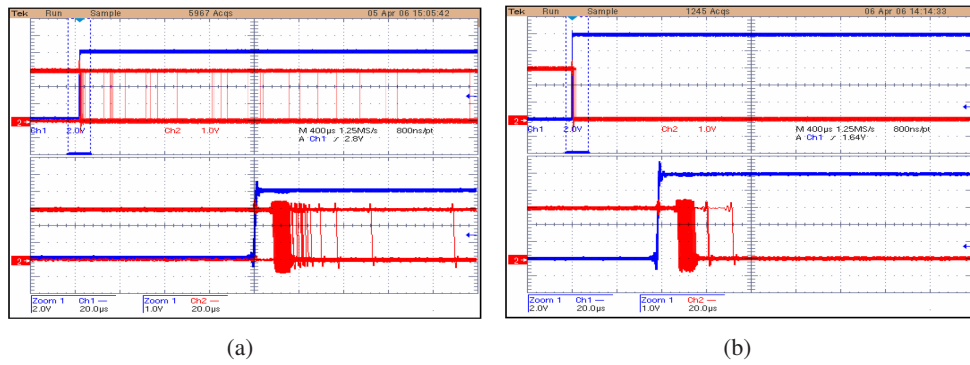 Tek Run Sample 5967 Acqs 05 Apr 06 15:05:42
2
Ch1 2.0V Ch2 1.0V M 400µs 1.25MS/s 800ns/pt
A Ch1 / 2.8V
2
Zoom 1 Ch1 Zoom 1 Ch2
2.0V 20.0µs 1.0V 20.0µs
(a)
Tek Run Sample 1245 Acqs 06 Apr 06 14:14:33
2
Ch1 2.0V Ch2 1.0V M 400µs 1.25MS/s 800ns/pt
A Ch1 / 1.64V
2
Zoom 1 Ch1 Zoom 1 Ch2
2.0V 20.0µs 1.0V 20.0µs
(b)